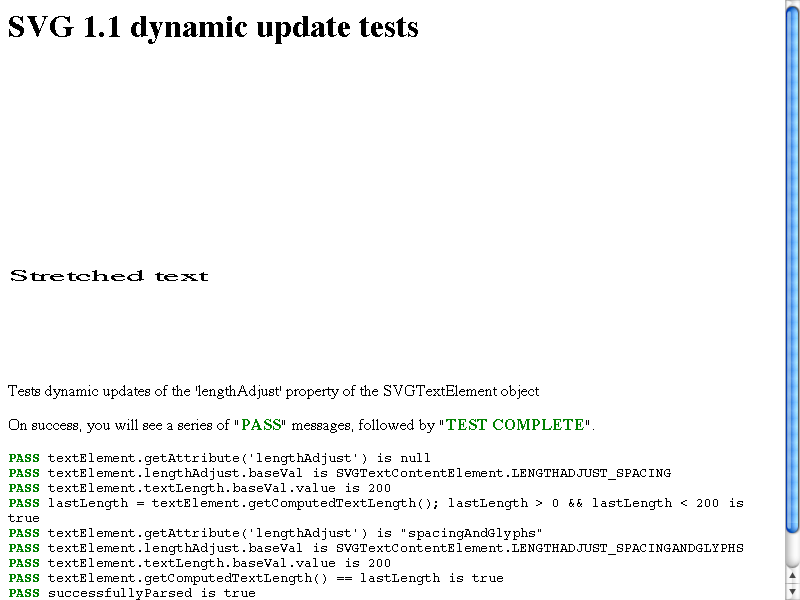 SVG 1.1 dynamic update tests
Stretched text
Tests dynamic updates of the 'lengthAdjust' property of the SVGTextElement object
On success, you will see a series of "PASS" messages, followed by "TEST COMPLETE".
PASS textElement.getAttribute('lengthAdjust') is null
PASS textElement.lengthAdjust.baseVal is SVGTextContentElement.LENGTHADJUST_SPACING
PASS textElement.textLength.baseVal.value is 200
PASS lastLength = textElement.getComputedTextLength(); lastLength > 0 && lastLength < 200 is
true
PASS textElement.getAttribute('lengthAdjust') is "spacingAndGlyphs"
PASS textElement.lengthAdjust.baseVal is SVGTextContentElement.LENGTHADJUST_SPACINGANDGLYPHS
PASS textElement.textLength.baseVal.value is 200
PASS textElement.getComputedTextLength() == lastLength is true
PASS successfullyParsed is true